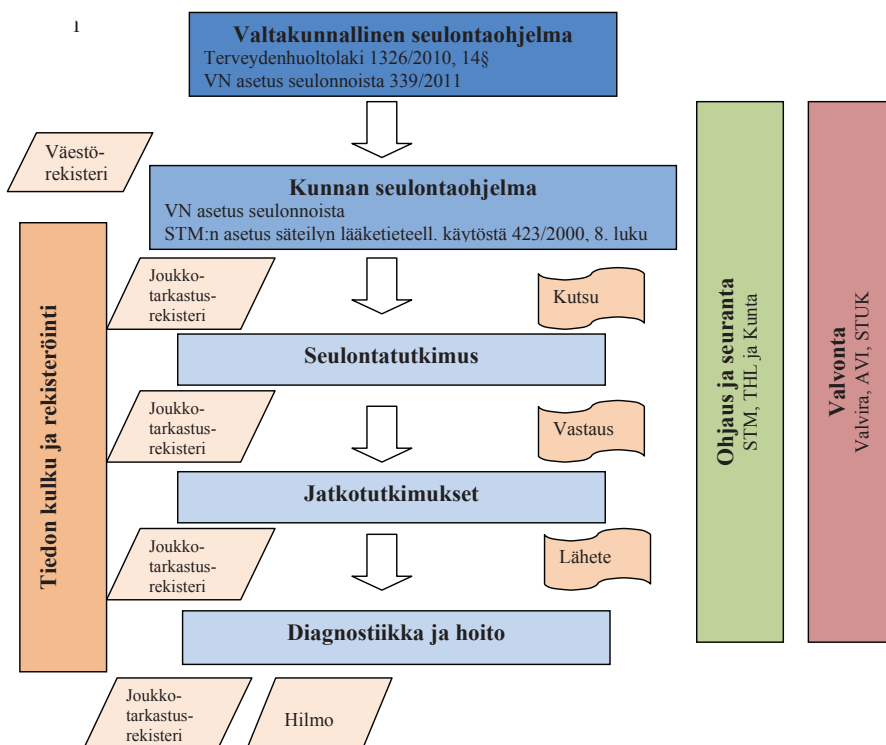 Valtakunnallinen seulontaohjelma
Terveydenhuoltolaki 1326/2010, 14§
VN asetus seulonnoista 339/2011
Väestö-
rekisteri
Kunnan seulontaohjelma
VN asetus seulonnoista
STM:n asetus säteilyn lääketieteell. käytöstä 423/2000, 8. luku
Joukko-
tarkastus-
rekisteri
Kutsu
Seulontatutkimus
Joukko-
tarkastus-
rekisteri
Vastaus
Jatkotutkimukset
Joukko-
tarkastus-
rekisteri
Lähete
Diagnostiikka ja hoito
Joukko-
tarkastus-
rekisteri
Hilmo
Tiedon kulku ja rekisteröinti
Ohjaus ja seuranta
STM, THL ja Kunta
Valvonta
Valvira, AVI, STUK